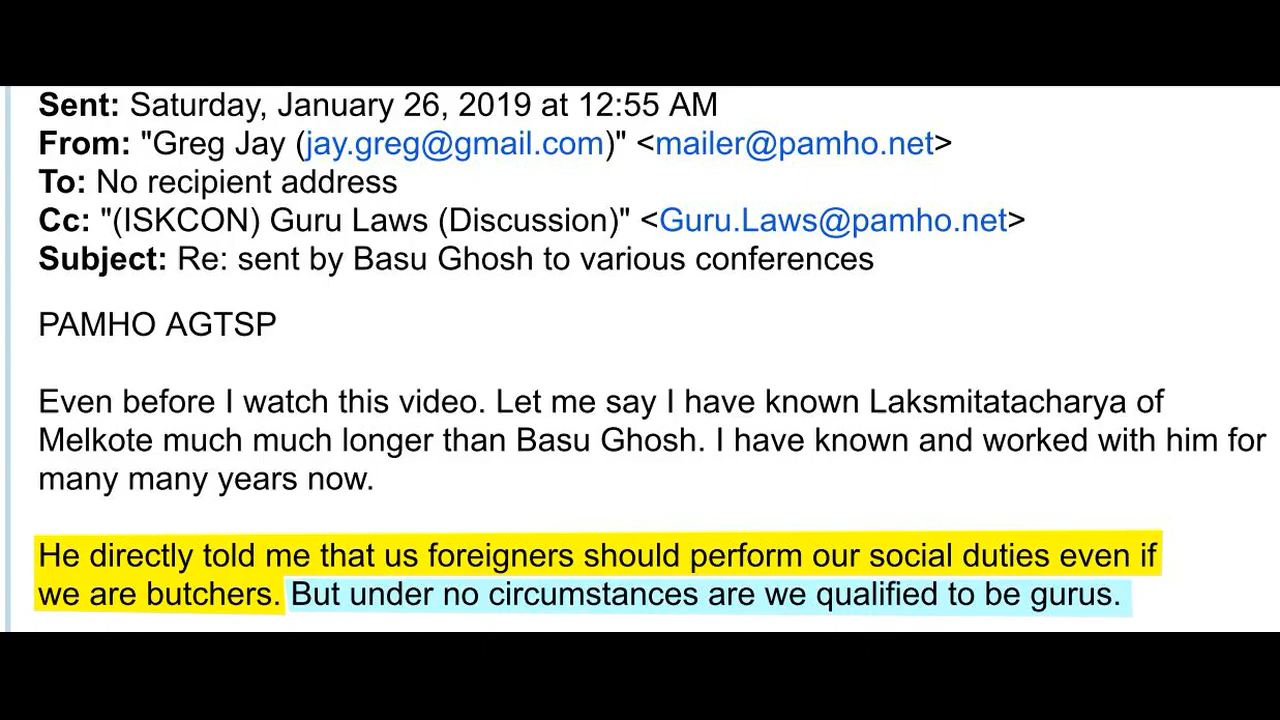 Sent: Saturday, January 26, 2019 at 12:55 AM
From: "Greg Jay (jay.greg@gmail.com)" <mailer@pamho.net>
To: No recipient address
Cc: "(ISKCON) Guru Laws (Discussion)" <Guru.Laws@pamho.net>
Subject: Re: sent by Basu Ghosh to various conferences
PAMHO AGTSP
Even before I watch this video. Let me say I have known Laksmitatacharya of
Melkote much much longer than Basu Ghosh. I have known and worked with him for
many many years now.
He directly told me that us foreigners should perform our social duties even if
we are butchers. But under no circumstances are we qualified to be gurus.